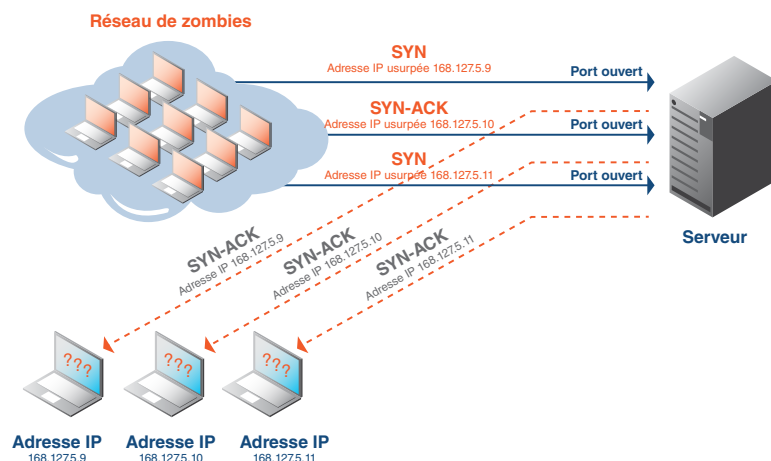 Réseau de zombies
SYN
Adresse IP usurpée 168.127.5.9
Port ouvert
SYN-ACK
Adresse IP usurpée 168.127.5.10
Port ouvert
SYN
Adresse IP usurpée 168.127.5.11
Port ouvert
Serveur
SYN-ACK
Adresse IP 168.127.5.9
SYN-ACK
Adresse IP 168.127.5.10
SYN-ACK
Adresse IP 168.127.5.11
???
???
???
Adresse IP
168.127.5.9
Adresse IP
168.127.5.10
Adresse IP
168.127.5.11